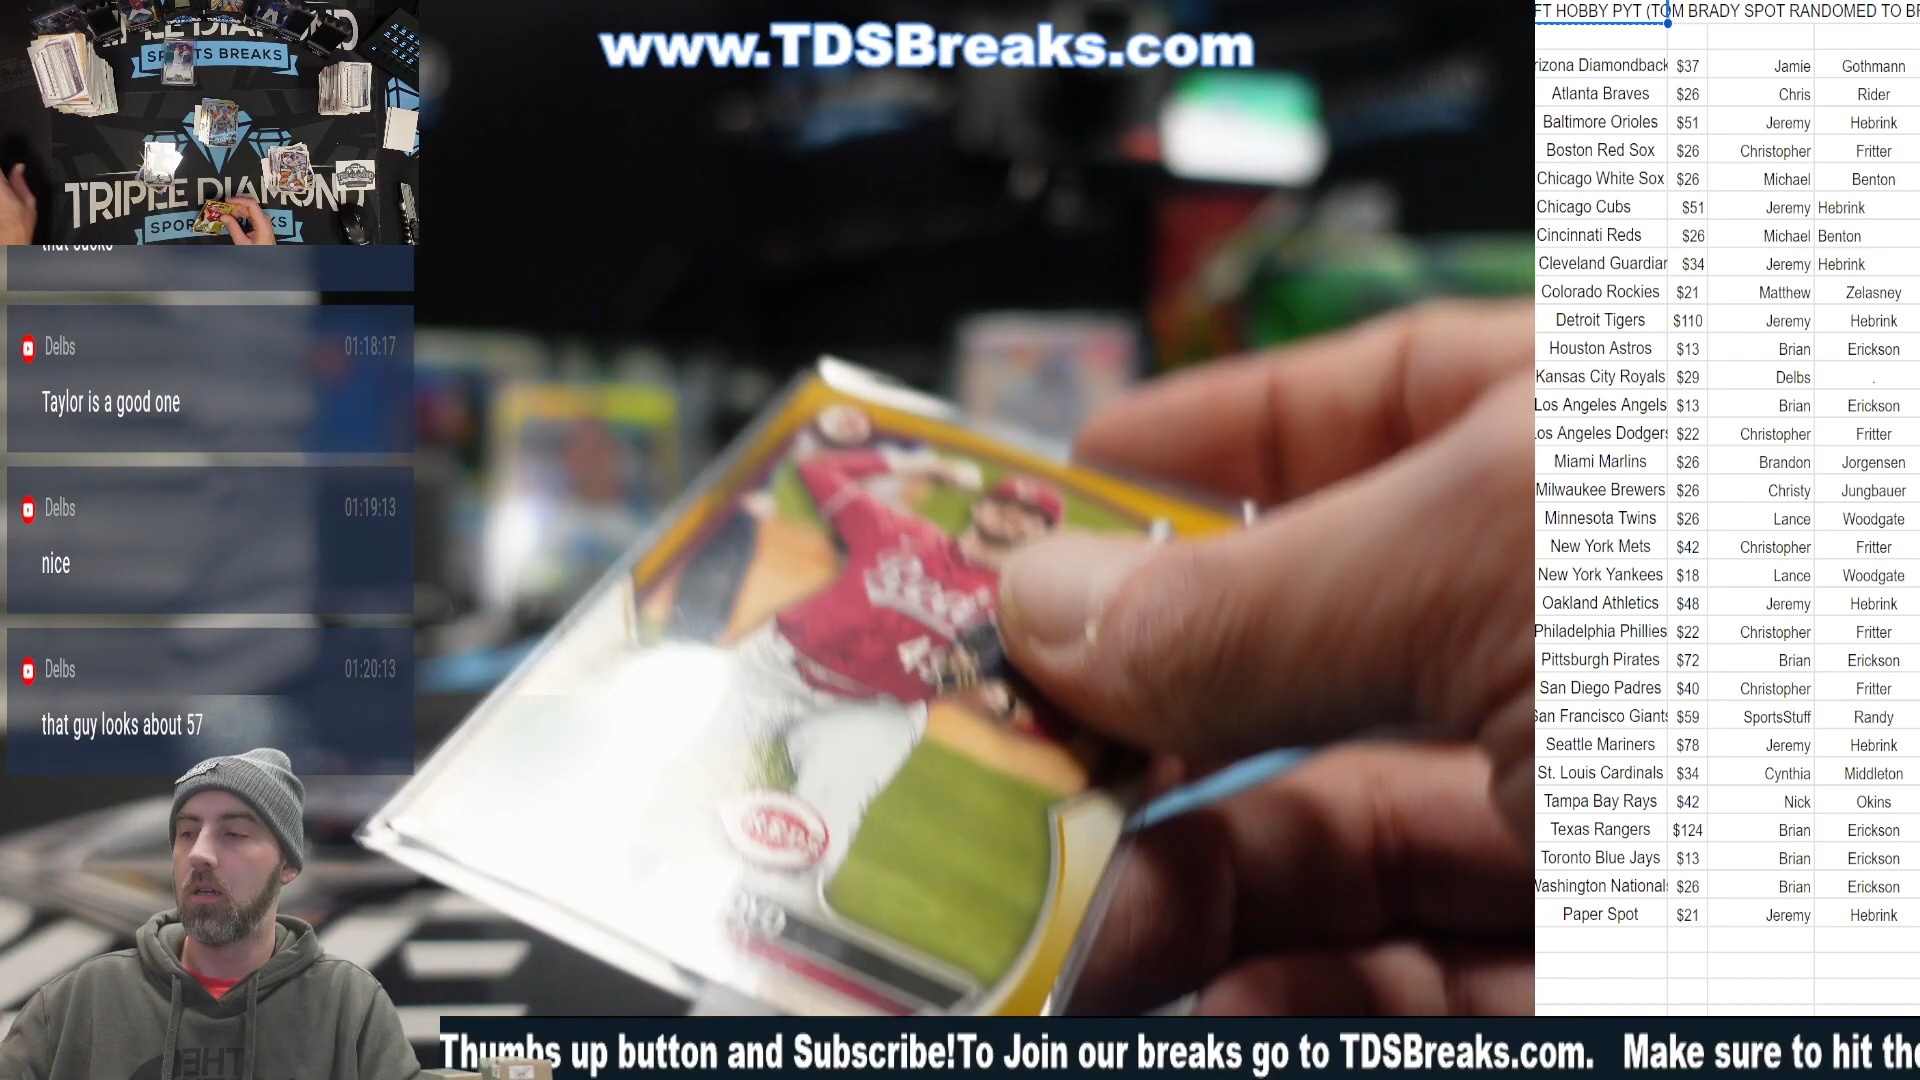 www.TDSBreaks.com
SPORTS BREAKS
TRIPLE DIAMOND
Delbs 01:18:17
Taylor is a good one
Delbs 01:19:13
nice
Delbs 01:20:13
that guy looks about 57
FT HOBBY PYT (TOM BRADY SPOT RANDOMED TO
rizona Diamondback $37 Jamie Gothmann
Atlanta Braves $26 Chris Rider
Baltimore Orioles $51 Jeremy Hebrink
Boston Red Sox $26 Christopher Fritter
Chicago White Sox $26 Michael Benton
Chicago Cubs $51 Jeremy Hebrink
Cincinnati Reds $26 Michael Benton
Cleveland Guardian $34 Jeremy Hebrink
Colorado Rockies $21 Matthew Zelasney
Detroit Tigers $110 Jeremy Hebrink
Houston Astros $13 Brian Erickson
Kansas City Royals $29 Delbs .
Los Angeles Angels $13 Brian Erickson
os Angeles Dodgers $22 Christopher Fritter
Miami Marlins $26 Brandon Jorgensen
Milwaukee Brewers $26 Christy Jungbauer
Minnesota Twins $26 Lance Woodgate
New York Mets $42 Christopher Fritter
New York Yankees $18 Lance Woodgate
Oakland Athletics $48 Jeremy Hebrink
Philadelphia Phillies $22 Christopher Fritter
Pittsburgh Pirates $72 Brian Erickson
San Diego Padres $40 Christopher Fritter
San Francisco Giants $59 SportsStuff Randy
Seattle Mariners $78 Jeremy Hebrink
St. Louis Cardinals $34 Cynthia Middleton
Tampa Bay Rays $42 Nick Okins
Texas Rangers $124 Brian Erickson
Toronto Blue Jays $13 Brian Erickson
Washington Nationals $26 Brian Erickson
Paper Spot $21 Jeremy Hebrink
Thumbs up button and Subscribe!To Join our breaks go to TDSBreaks.com. Make sure to hit the